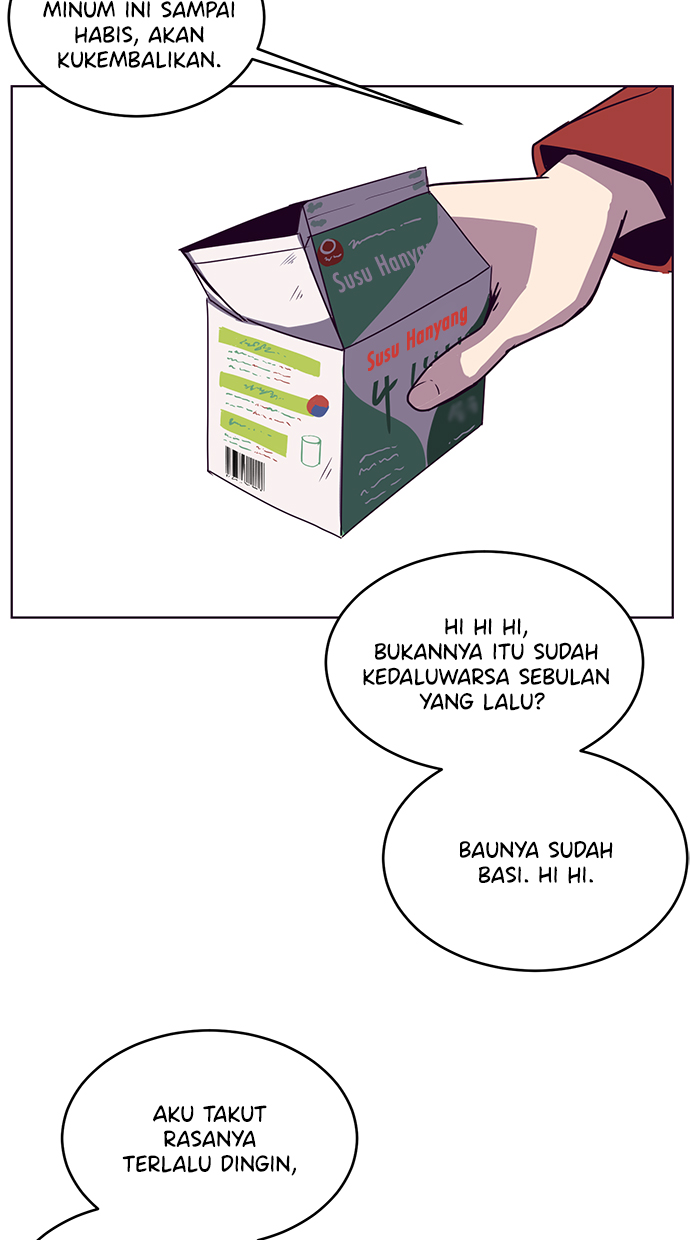 MINUM INI SAMPAI
HABIS, AKAN
KUKEMBALIKAN.
Susu Hanyang
Susu Hanyang
4
HI HI HI,
BUKANNYA ITU SUDAH
KEDALUWARSA SEBULAN
YANG LALU?
BAUNYA SUDAH
BASI. HI HI.
AKU TAKUT
RASANYA
TERLALU DINGIN,